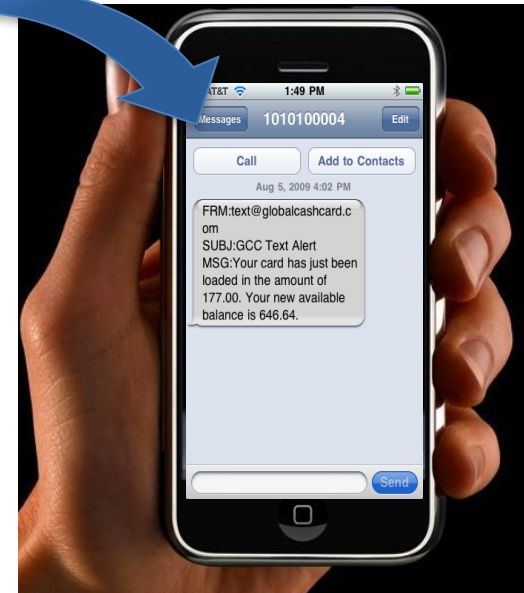 AT&T 1:49 PM
Messages 1010100004 Edit
Call Add to Contacts
Aug 5, 2009 4:02 PM
FRM:text@globalcashcard.c
om
SUBJ:GCC Text Alert
MSG:Your card has just been
loaded in the amount of
177.00. Your new available
balance is 646.64.
Send